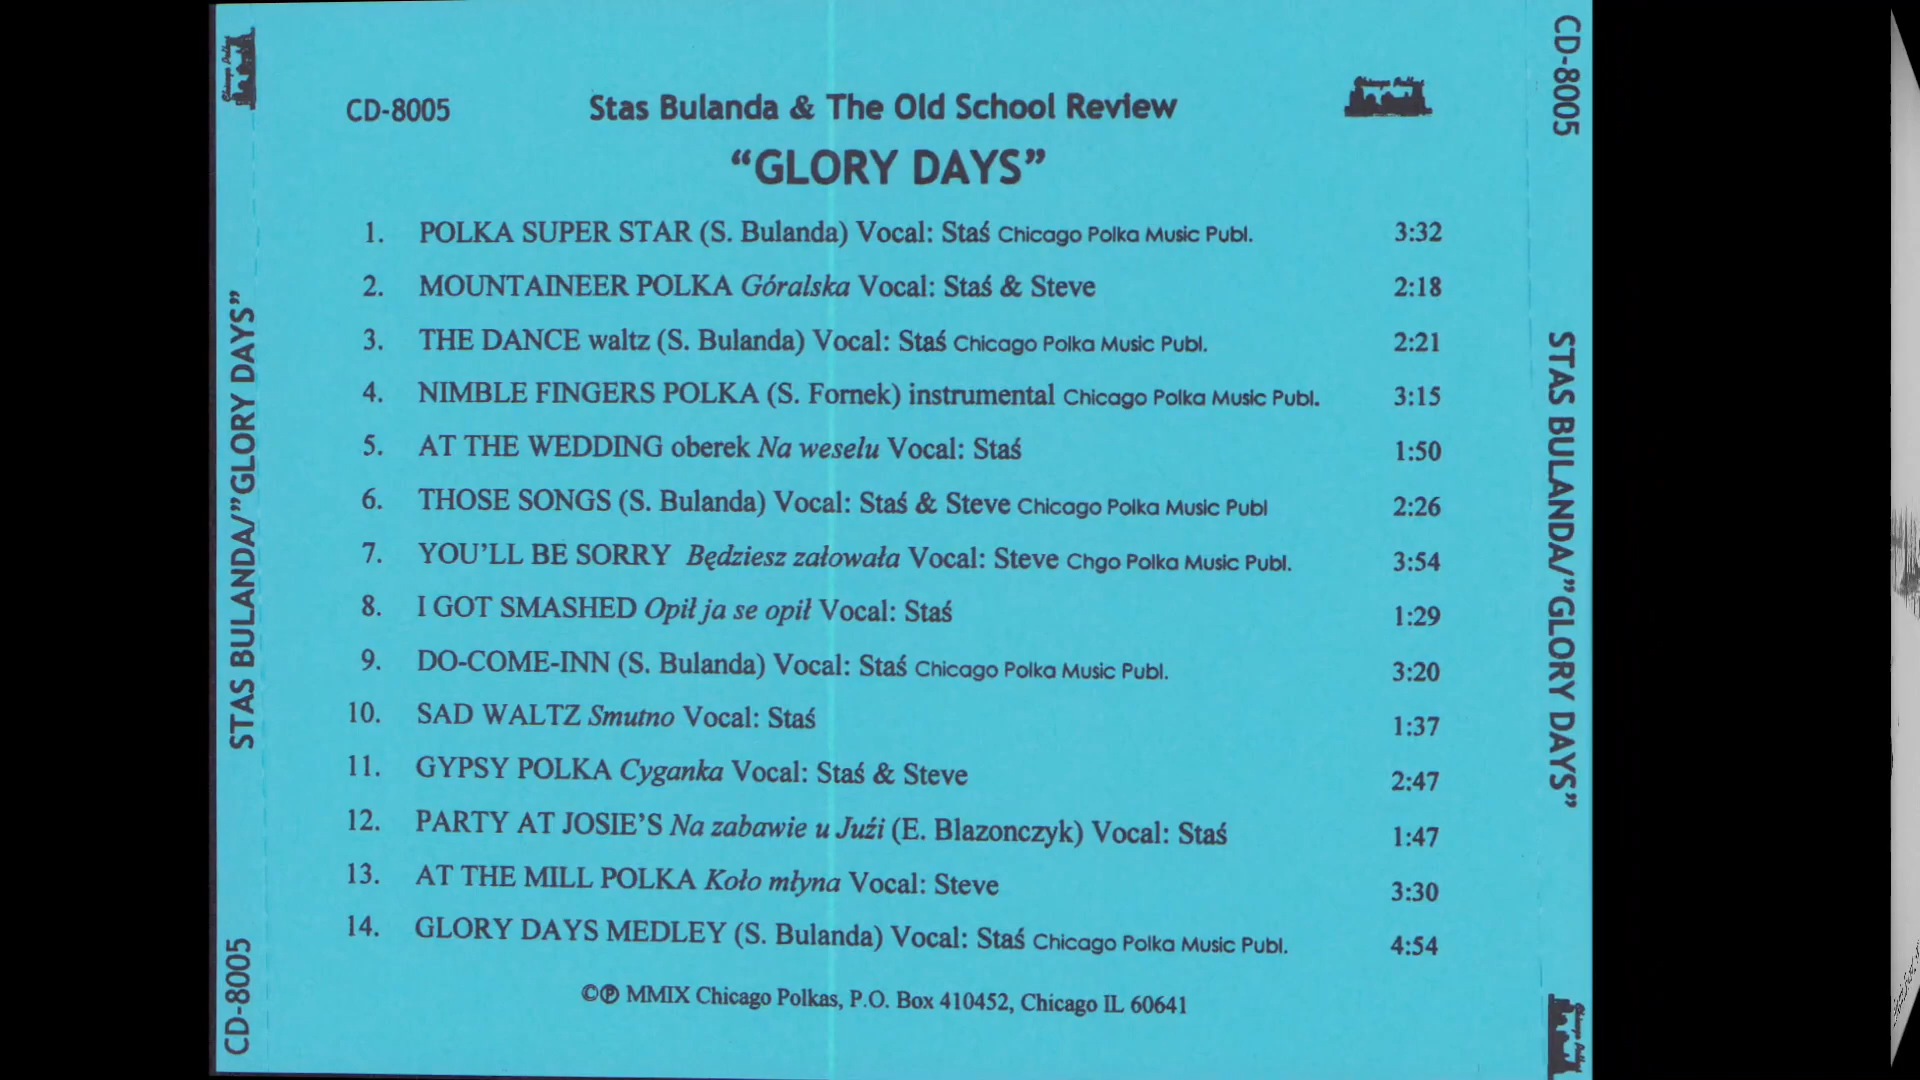 CD-8005
Stas Bulanda & The Old School Review
Chicago Polkas
"GLORY DAYS"
1. POLKA SUPER STAR (S. Bulanda) Vocal: Staś Chicago Polka Music Publ. 3:32
2. MOUNTAINEER POLKA Góralska Vocal: Staś & Steve 2:18
3. THE DANCE waltz (S. Bulanda) Vocal: Staś Chicago Polka Music Publ. 2:21
4. NIMBLE FINGERS POLKA (S. Fornek) instrumental Chicago Polka Music Publ. 3:15
5. AT THE WEDDING oberek Na weselu Vocal: Staś 1:50
6. THOSE SONGS (S. Bulanda) Vocal: Staś & Steve Chicago Polka Music Publ 2:26
7. YOU'LL BE SORRY Będziesz załowała Vocal: Steve Chgo Polka Music Publ. 3:54
8. I GOT SMASHED Opił ja se opił Vocal: Staś 1:29
9. DO-COME-INN (S. Bulanda) Vocal: Staś Chicago Polka Music Publ. 3:20
10. SAD WALTZ Smutno Vocal: Staś 1:37
11. GYPSY POLKA Cyganka Vocal: Staś & Steve 2:47
12. PARTY AT JOSIE'S Na zabawie u Juźi (E. Blazonczyk) Vocal: Staś 1:47
13. AT THE MILL POLKA Koło młyna Vocal: Steve 3:30
14. GLORY DAYS MEDLEY (S. Bulanda) Vocal: Staś Chicago Polka Music Publ. 4:54
©℗ MMIX Chicago Polkas, P.O. Box 410452, Chicago IL 60641
Chicago Polkas
STAS BULANDA/"GLORY DAYS"
CD-8005
CD-8005
STAS BULANDA/"GLORY DAYS"
Chicago Polkas